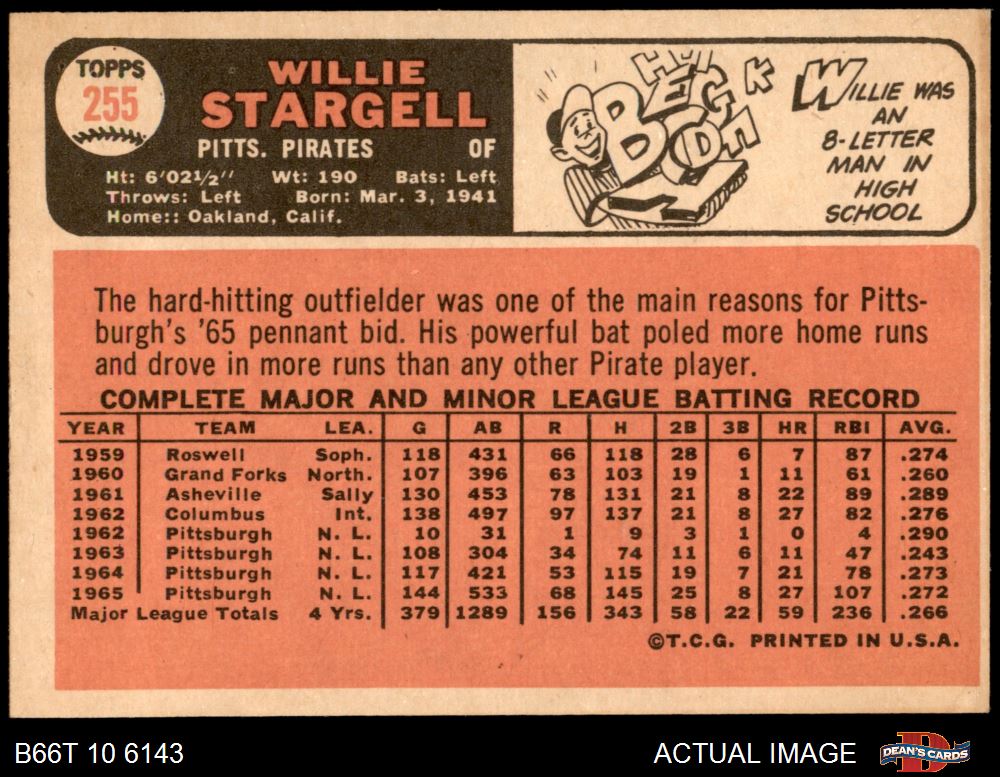 TOPPS
255
WILLIE
STARGELL
PITTS. PIRATES OF
Ht: 6'02½" Wt: 190 Bats: Left
Throws: Left Born: Mar. 3, 1941
Home:: Oakland, Calif.
WILLIE WAS
AN
8-LETTER
MAN IN
HIGH
SCHOOL
The hard-hitting outfielder was one of the main reasons for Pitts-
burgh's '65 pennant bid. His powerful bat poled more home runs
and drove in more runs than any other Pirate player.
COMPLETE MAJOR AND MINOR LEAGUE BATTING RECORD
YEAR TEAM LEA. G AB R H 2B 3B HR RBI AVG.
1959 Roswell Soph. 118 431 66 118 28 6 7 87 .274
1960 Grand Forks North. 107 396 63 103 19 1 11 61 .260
1961 Asheville Sally 130 453 78 131 21 8 22 89 .289
1962 Columbus Int. 138 497 97 137 21 8 27 82 .276
1962 Pittsburgh N. L. 10 31 1 9 3 1 0 4 .290
1963 Pittsburgh N. L. 108 304 34 74 11 6 11 47 .243
1964 Pittsburgh N. L. 117 421 53 115 19 7 21 78 .273
1965 Pittsburgh N. L. 144 533 68 145 25 8 27 107 .272
Major League Totals 4 Yrs. 379 1289 156 343 58 22 59 236 .266
©T.C.G. PRINTED IN U.S.A.
B66T 10 6143
ACTUAL IMAGE
DEAN'S CARDS